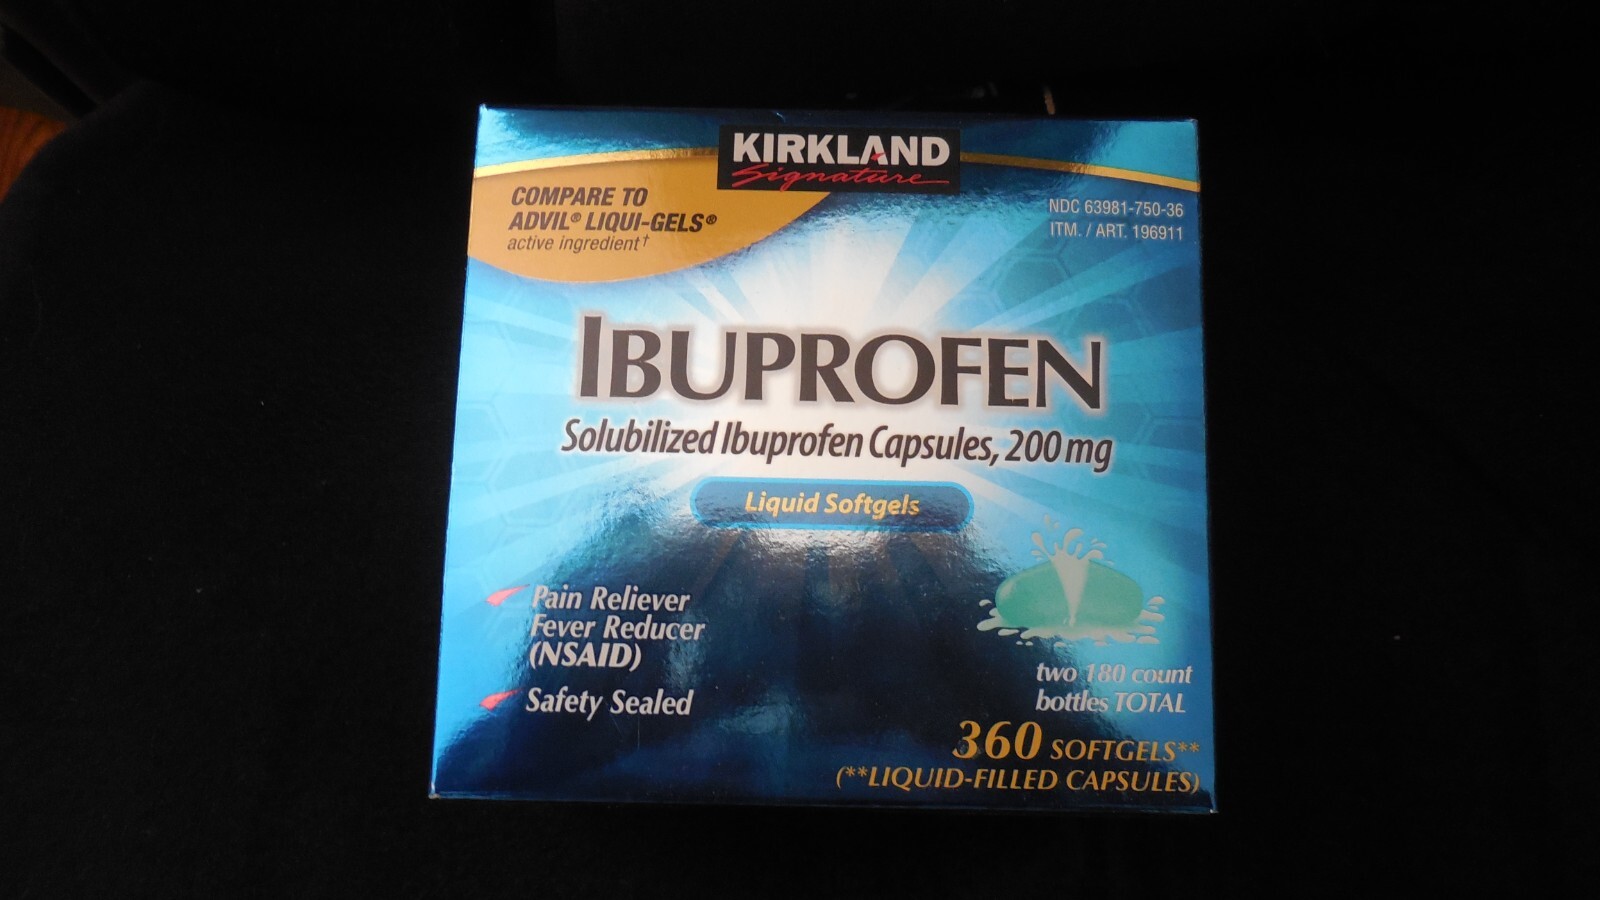 KIRKLAND
Signature
COMPARE TO
ADVIL® LIQUI-GELS®
active ingredient†
NDC 63981-750-36
ITM. / ART. 196911
IBUPROFEN
Solubilized Ibuprofen Capsules, 200 mg
Liquid Softgels
Pain Reliever
Fever Reducer
(NSAID)
Safety Sealed
two 180 count
bottles TOTAL
360 SOFTGELS**
(**LIQUID-FILLED CAPSULES)